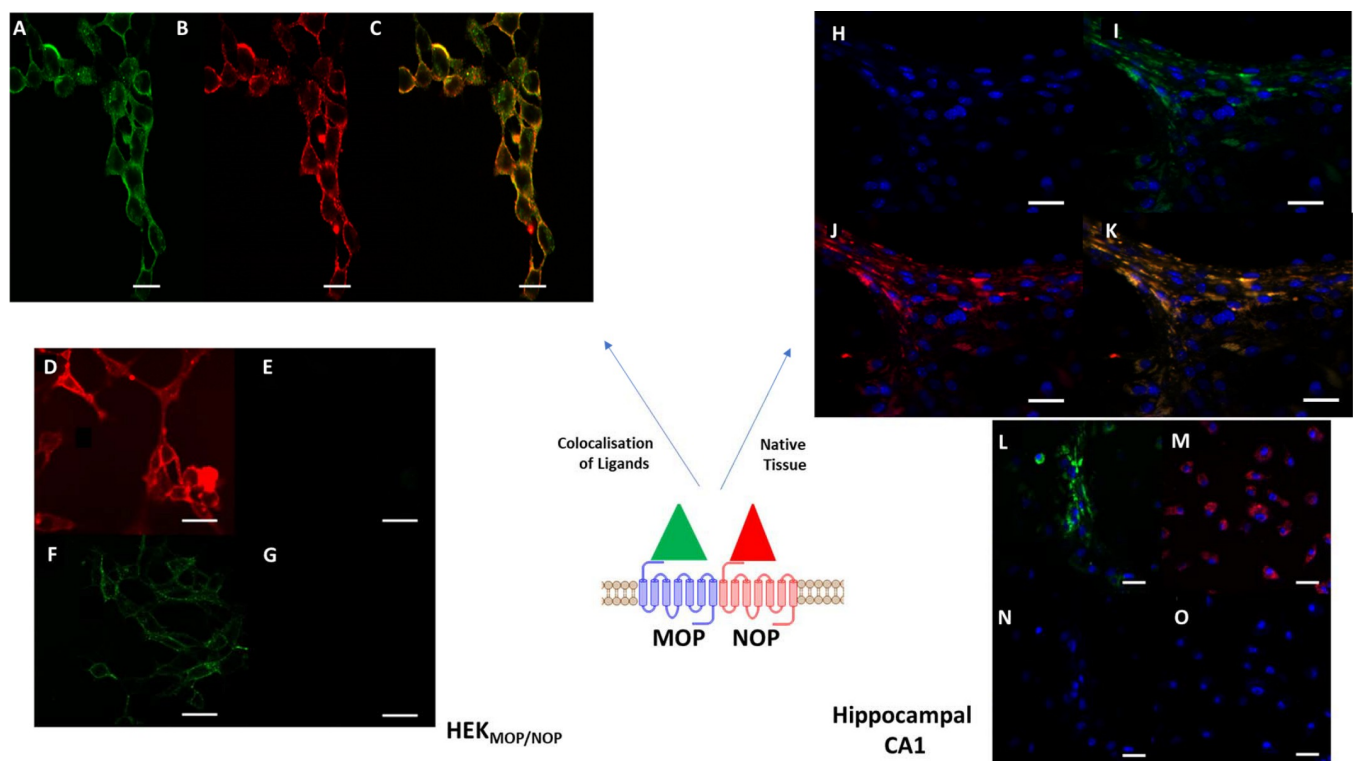 A
B
C
H
I
J
K
D
E
F
G
Colocalisation
of Ligands
Native
Tissue
L
M
N
O
MOP
NOP
HEKMOP/NOP
Hippocampal
CA1